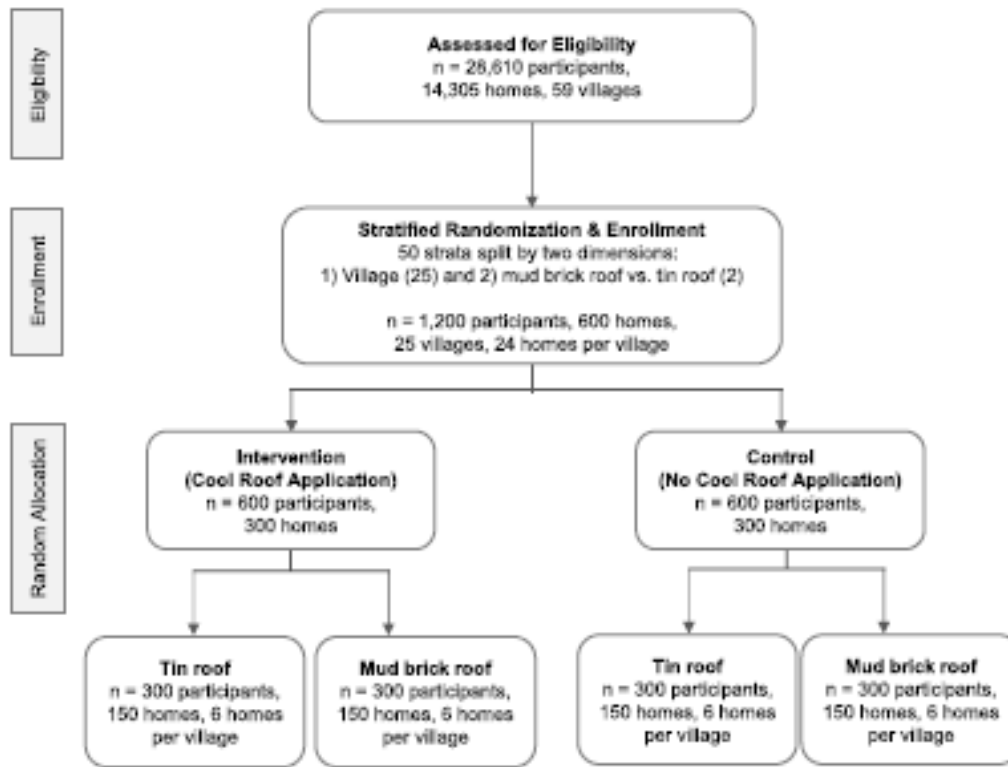 Eligibility
Assessed for Eligibility
n = 28,610 participants,
14,305 homes, 59 villages
Enrollment
Stratified Randomization & Enrollment
50 strata split by two dimensions:
1) Village (25) and 2) mud brick roof vs. tin roof (2)
n = 1,200 participants, 600 homes,
25 villages, 24 homes per village
Random Allocation
Intervention
(Cool Roof Application)
n = 600 participants,
300 homes
Control
(No Cool Roof Application)
n = 600 participants,
300 homes
Tin roof
n = 300 participants,
150 homes, 6 homes
per village
Mud brick roof
n = 300 participants,
150 homes, 6 homes
per village
Tin roof
n = 300 participants,
150 homes, 6 homes
per village
Mud brick roof
n = 300 participants,
150 homes, 6 homes
per village